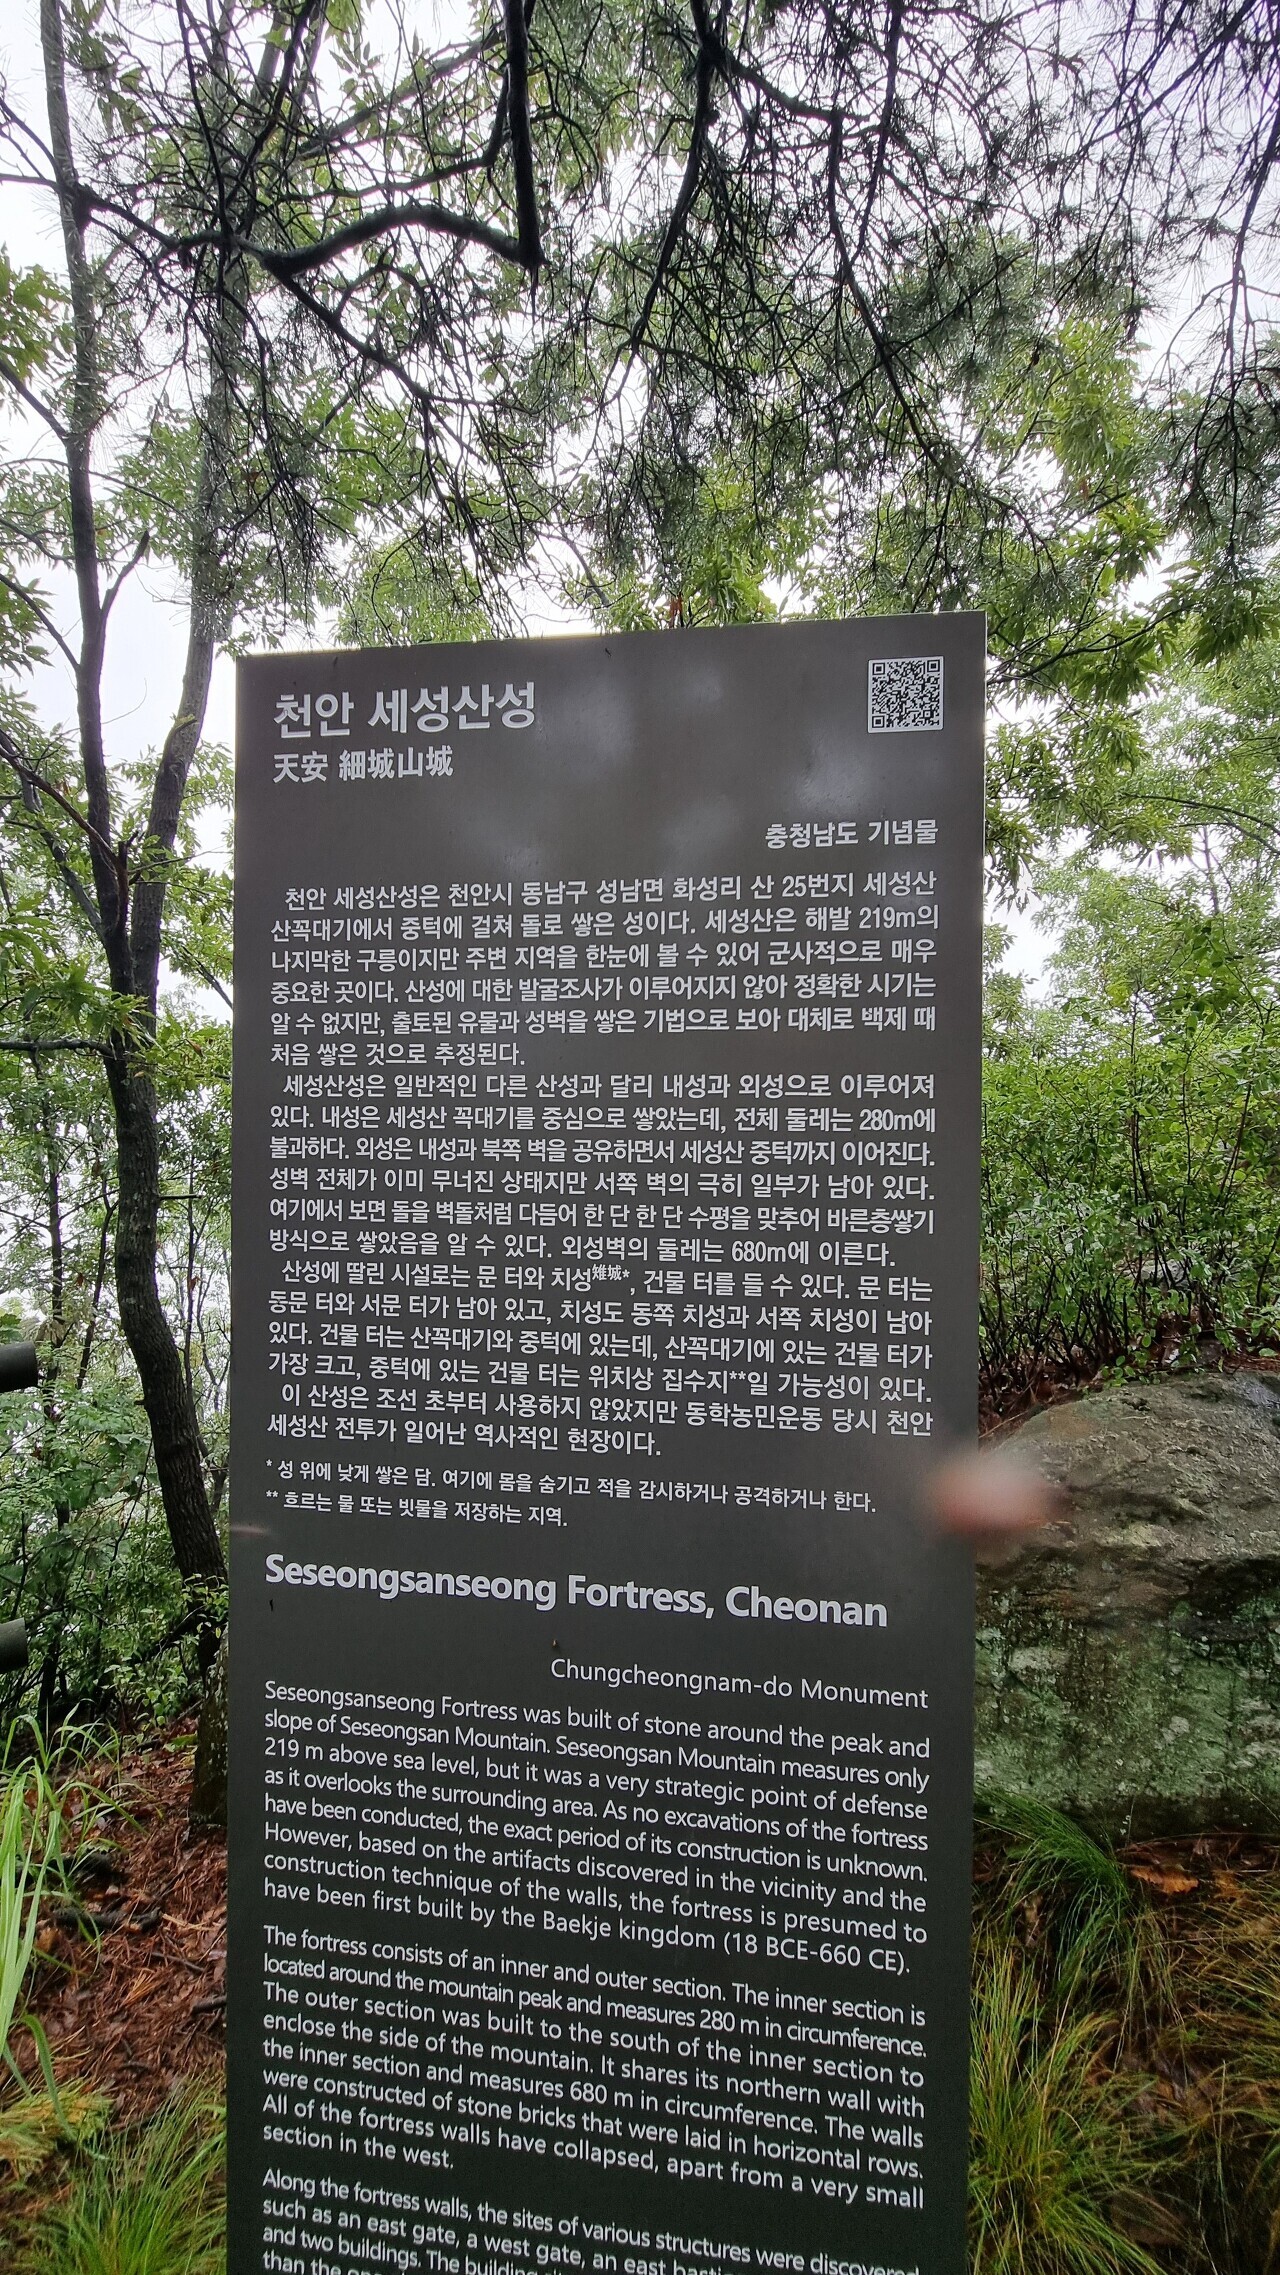 천안 세성산성
天安 細城山城
충청남도 기념물
천안 세성산성은 천안시 동남구 성남면 화성리 산 25번지 세성산
산꼭대기에서 중턱에 걸쳐 돌로 쌓은 성이다. 세성산은 해발 219m의
나지막한 구릉이지만 주변 지역을 한눈에 볼 수 있어 군사적으로 매우
중요한 곳이다. 산성에 대한 발굴조사가 이루어지지 않아 정확한 시기는
알 수 없지만, 출토된 유물과 성벽을 쌓은 기법으로 보아 대체로 백제 때
처음 쌓은 것으로 추정된다.
세성산성은 일반적인 다른 산성과 달리 내성과 외성으로 이루어져
있다. 내성은 세성산 꼭대기를 중심으로 쌓았는데, 전체 둘레는 280m에
불과하다. 외성은 내성과 북쪽 벽을 공유하면서 세성산 중턱까지 이어진다.
성벽 전체가 이미 무너진 상태지만 서쪽 벽의 극히 일부가 남아 있다.
여기에서 보면 돌을 벽돌처럼 다듬어 한 단 한 단 수평을 맞추어 바른층쌓기
방식으로 쌓았음을 알 수 있다. 외성벽의 둘레는 680m에 이른다.
산성에 딸린 시설로는 문 터와 치성雉城*, 건물 터를 들 수 있다. 문 터는
동문 터와 서문 터가 남아 있고, 치성도 동쪽 치성과 서쪽 치성이 남아
있다. 건물 터는 산꼭대기와 중턱에 있는데, 산꼭대기에 있는 건물 터가
가장 크고, 중턱에 있는 건물 터는 위치상 집수지**일 가능성이 있다.
이 산성은 조선 초부터 사용하지 않았지만 동학농민운동 당시 천안
세성산 전투가 일어난 역사적인 현장이다.
* 성 위에 낮게 쌓은 담. 여기에 몸을 숨기고 적을 감시하거나 공격하거나 한다.
** 흐르는 물 또는 빗물을 저장하는 지역.
Seseongsanseong Fortress, Cheonan
Chungcheongnam-do Monument
Seseongsanseong Fortress was built of stone around the peak and
slope of Seseongsan Mountain. Seseongsan Mountain measures only
219 m above sea level, but it was a very strategic point of defense
as it overlooks the surrounding area. As no excavations of the fortress
have been conducted, the exact period of its construction is unknown.
However, based on the artifacts discovered in the vicinity and the
construction technique of the walls, the fortress is presumed to
have been first built by the Baekje kingdom (18 BCE-660 CE).
The fortress consists of an inner and outer section. The inner section is
located around the mountain peak and measures 280 m in circumference.
The outer section was built to the south of the inner section to
enclose the side of the mountain. It shares its northern wall with
the inner section and measures 680 m in circumference. The walls
were constructed of stone bricks that were laid in horizontal rows.
All of the fortress walls have collapsed, apart from a very small
section in the west.
Along the fortress walls, the sites of various structures were discovered,
such as an east gate, a west gate, an east
and two buildings. The building
than the